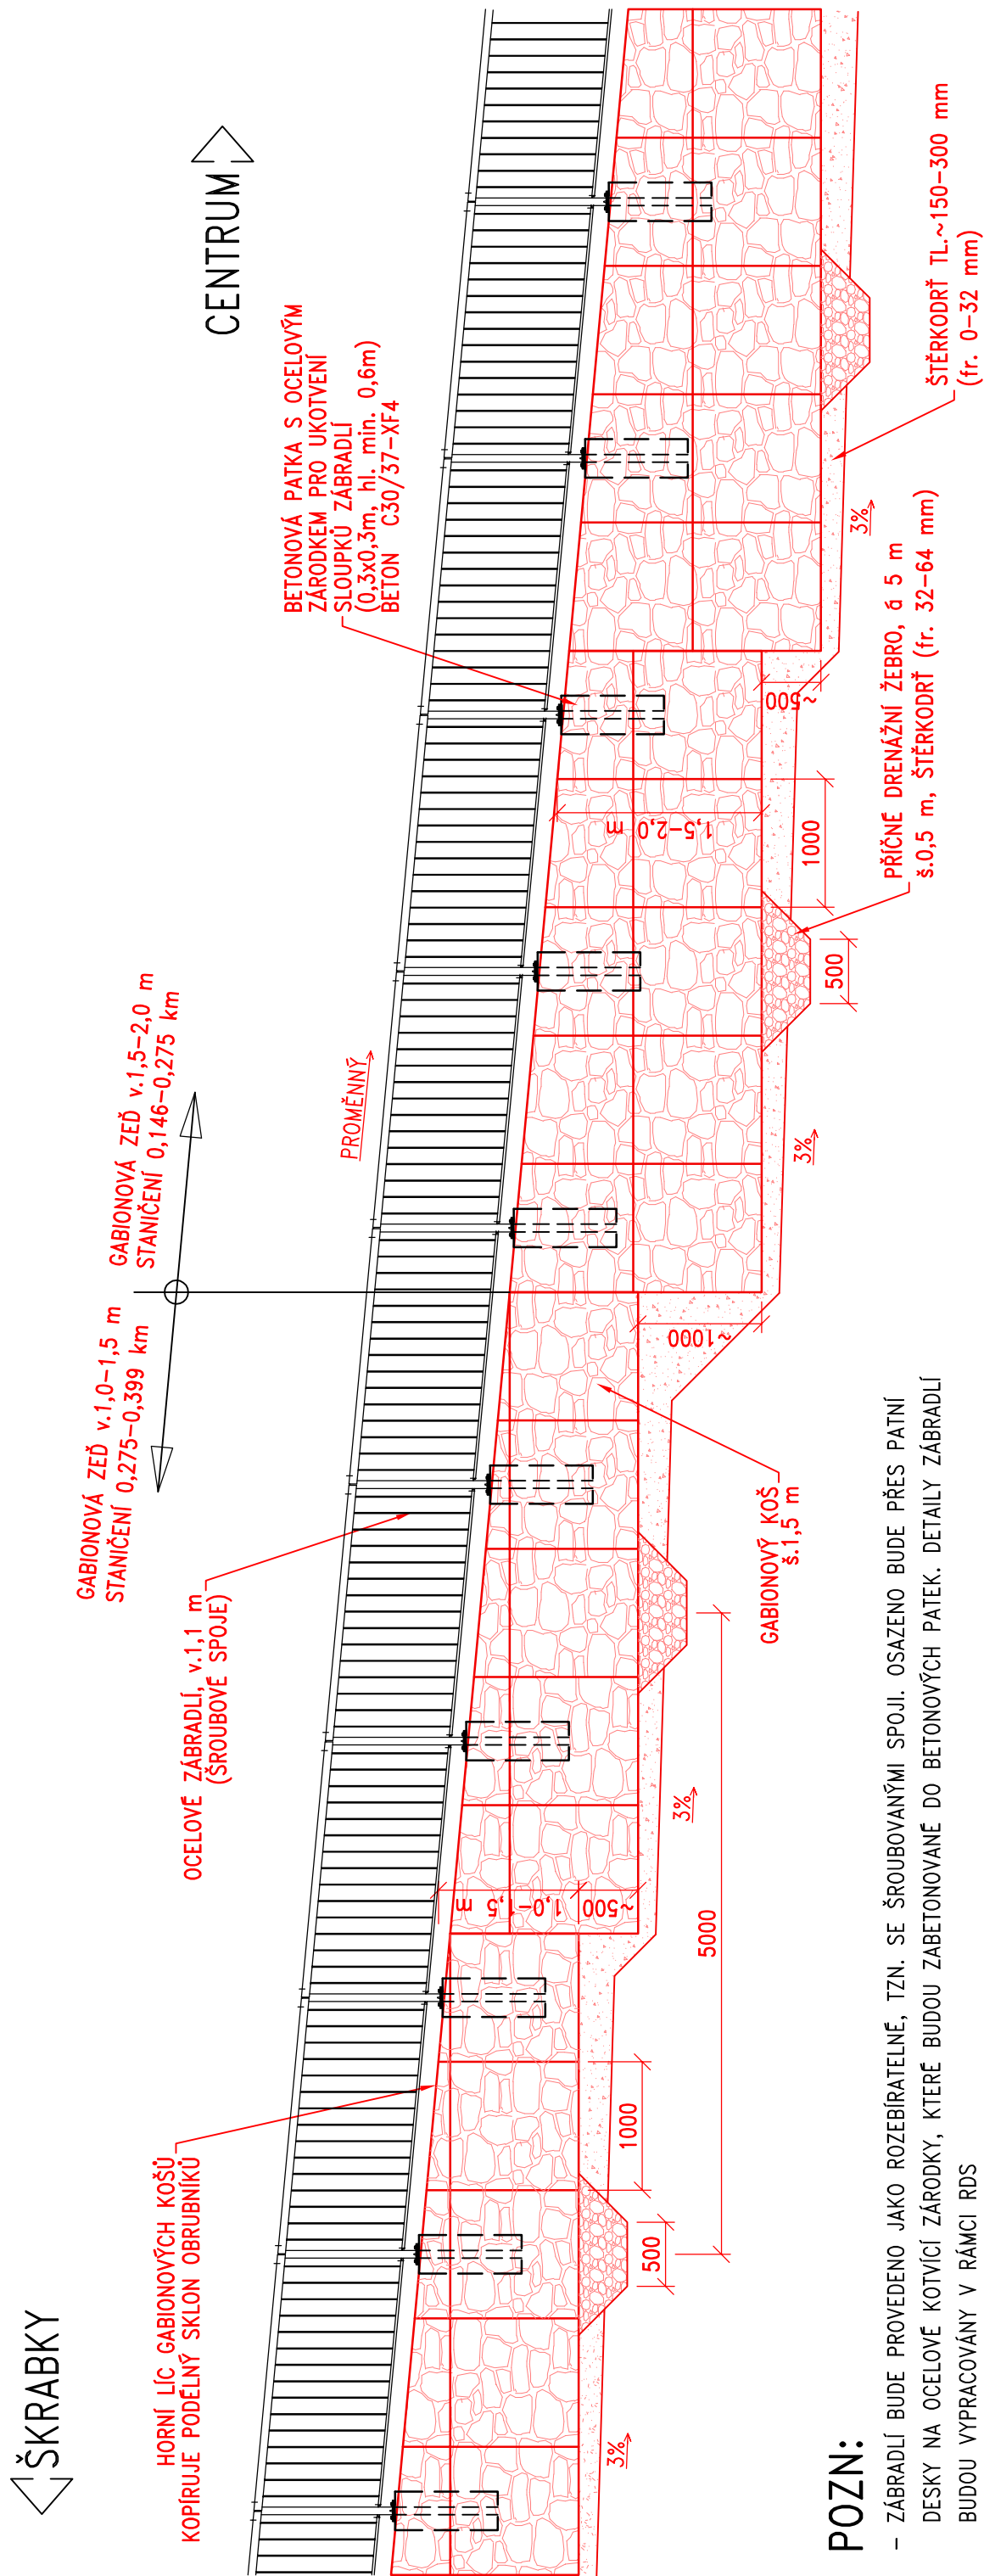 ŠKRABKY
CENTRUM
GABIONOVÁ ZEĎ v.1,0-1,5 m
STANIČENÍ 0,275-0,399 km
GABIONOVÁ ZEĎ v.1,5-2,0 m
STANIČENÍ 0,146-0,275 km
HORNÍ LÍC GABIONOVÝCH KOŠŮ
KOPÍRUJE PODÉLNÝ SKLON OBRUBNÍKŮ
OCELOVÉ ZÁBRADLÍ, v.1,1 m
(ŠROUBOVÉ SPOJE)
PROMĚNNÝ
BETONOVÁ PATKA S OCELOVÝM
ZÁRODKEM PRO UKOTVENÍ
SLOUPKŮ ZÁBRADLÍ
(0,3x0,3m, hl. min. 0,6m)
BETON C30/37-XF4
1,0-1,5 m
~500
~1000
1,5-2,0 m
~500
3%
500
1000
5000
3%
GABIONOVÝ KOŠ
š.1,5 m
3%
500
1000
PŘÍČNÉ DRENÁŽNÍ ŽEBRO, á 5 m
š.0,5 m, ŠTĚRKODRŤ (fr. 32-64 mm)
3%
ŠTĚRKODRŤ TL.~150-300 mm
(fr. 0-32 mm)
POZN:
- ZÁBRADLÍ BUDE PROVEDENO JAKO ROZEBÍRATELNÉ, TZN. SE ŠROUBOVANÝMI SPOJI. OSAZENO BUDE PŘES PATNÍ
DESKY NA OCELOVÉ KOTVÍCÍ ZÁRODKY, KTERÉ BUDOU ZABETONOVANÉ DO BETONOVÝCH PATEK. DETAILY ZÁBRADLÍ
BUDOU VYPRACOVÁNY V RÁMCI RDS